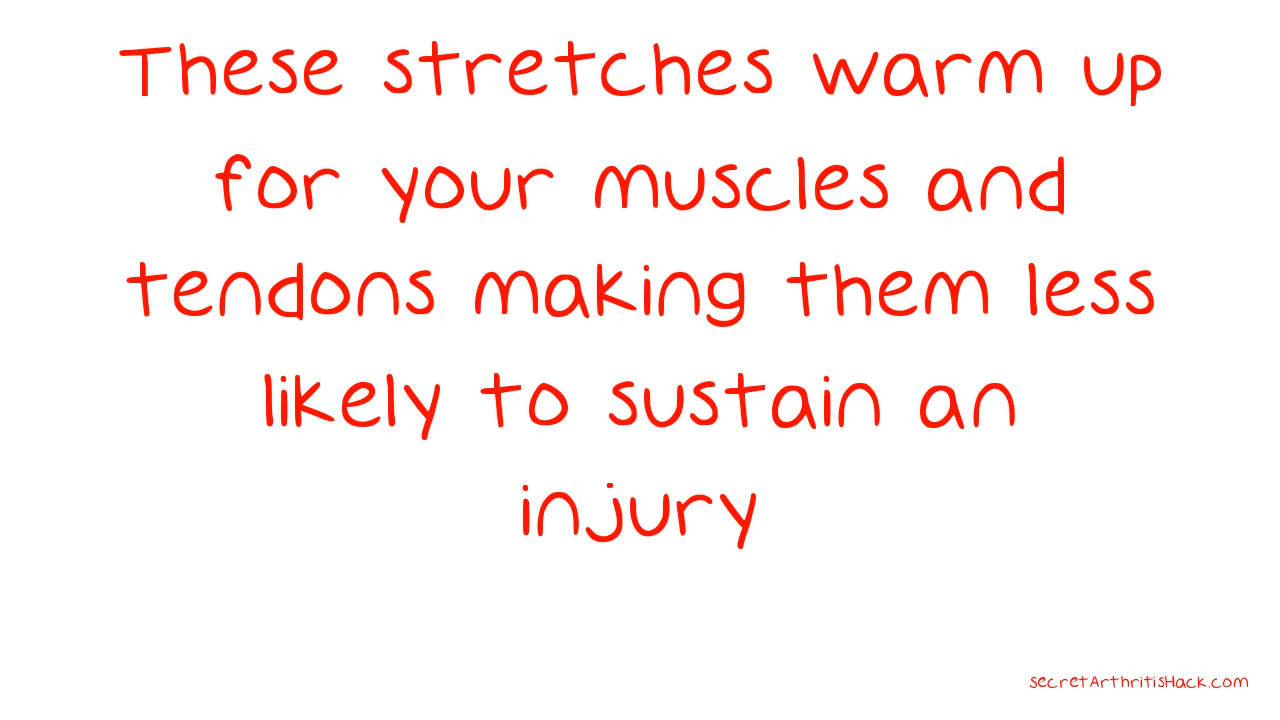 These stretches warm up
for your muscles and
tendons making them less
likely to sustain an
injury
secretArthritisHack.com